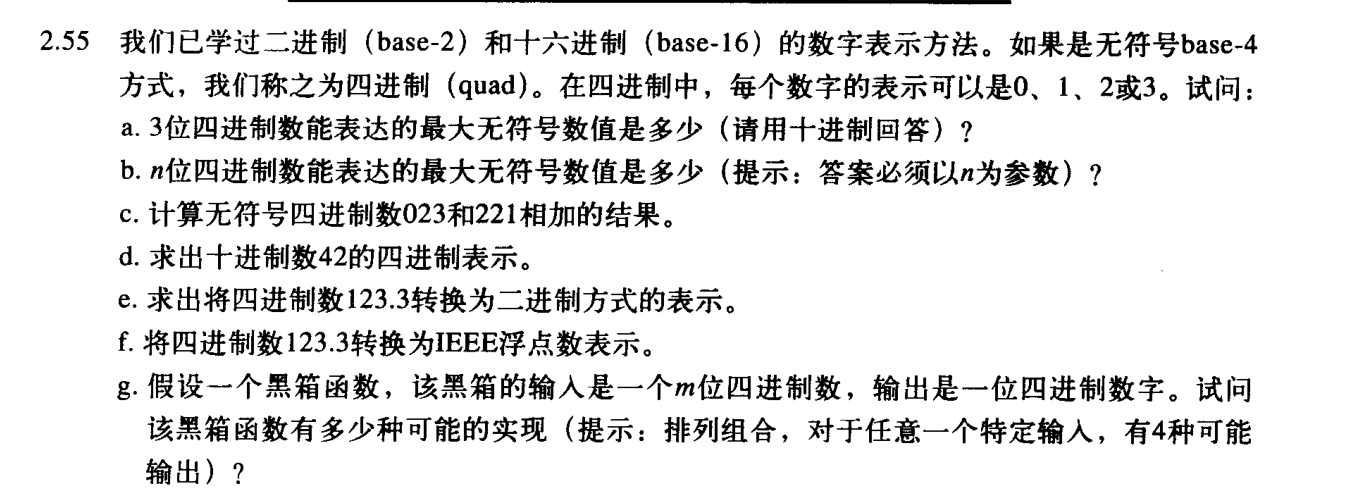 2.55 我们已学过二进制（base-2）和十六进制（base-16）的数字表示方法。如果是无符号base-4
方式，我们称之为四进制（quad）。在四进制中，每个数字的表示可以是0、1、2或3。试问：
a. 3位四进制数能表达的最大无符号数值是多少（请用十进制回答）？
b. n位四进制数能表达的最大无符号数值是多少（提示：答案必须以n为参数）？
c. 计算无符号四进制数023和221相加的结果。
d. 求出十进制数42的四进制表示。
e. 求出将四进制数123.3转换为二进制方式的表示。
f. 将四进制数123.3转换为IEEE浮点数表示。
g. 假设一个黑箱函数，该黑箱的输入是一个m位四进制数，输出是一位四进制数字。试问
该黑箱函数有多少种可能的实现（提示：排列组合，对于任意一个特定输入，有4种可能
输出）？